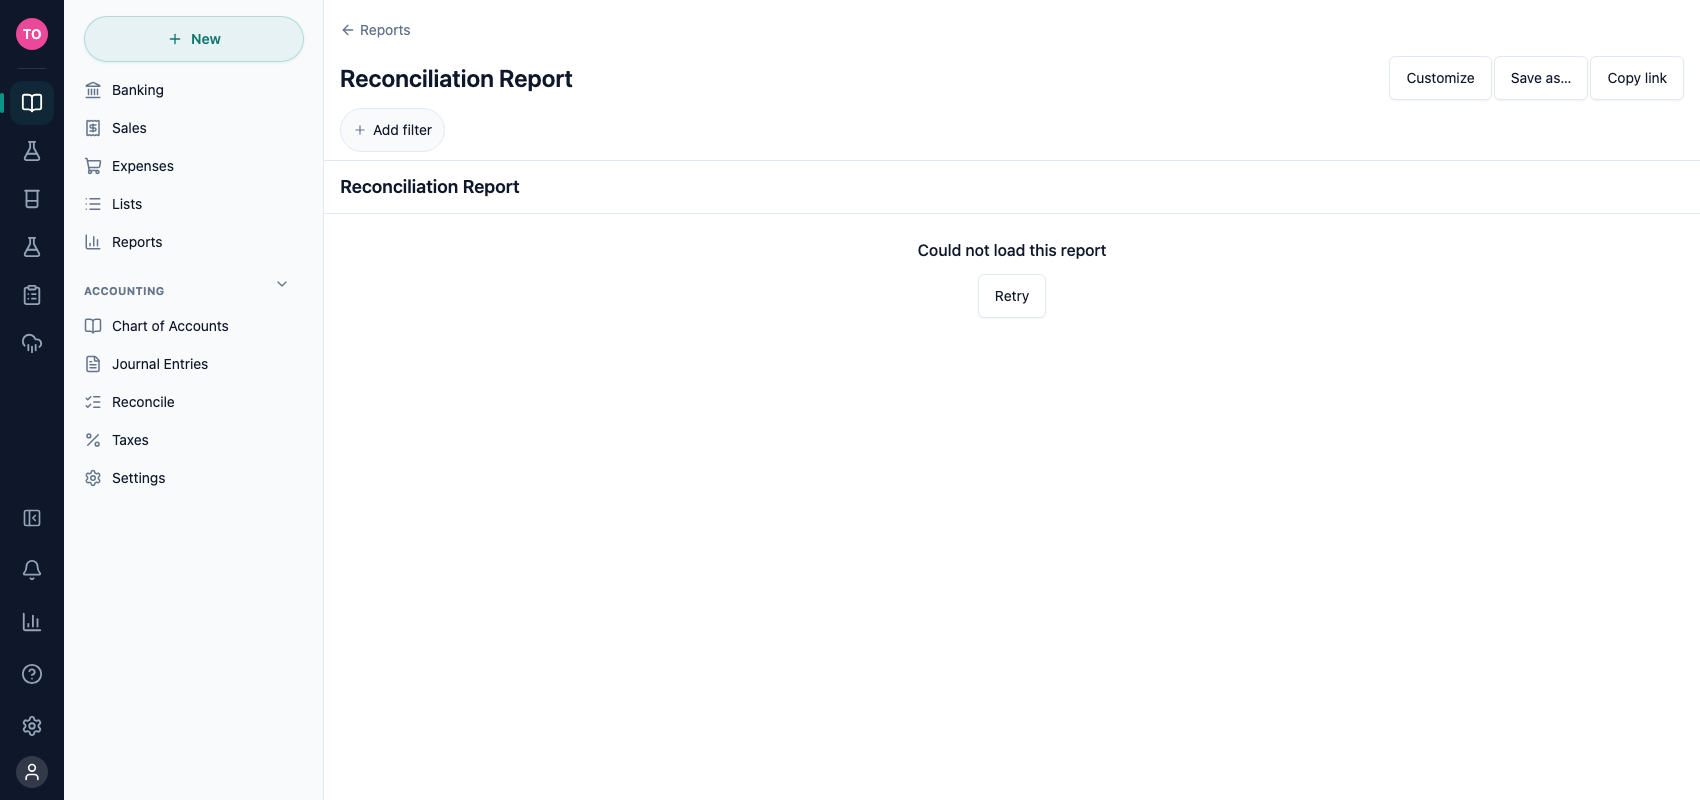 TO
New
Banking
Sales
Expenses
Lists
Reports
ACCOUNTING
Chart of Accounts
Journal Entries
Reconcile
Taxes
Settings
Reports
Reconciliation Report
Customize
Save as...
Copy link
Add filter
Reconciliation Report
Could not load this report
Retry